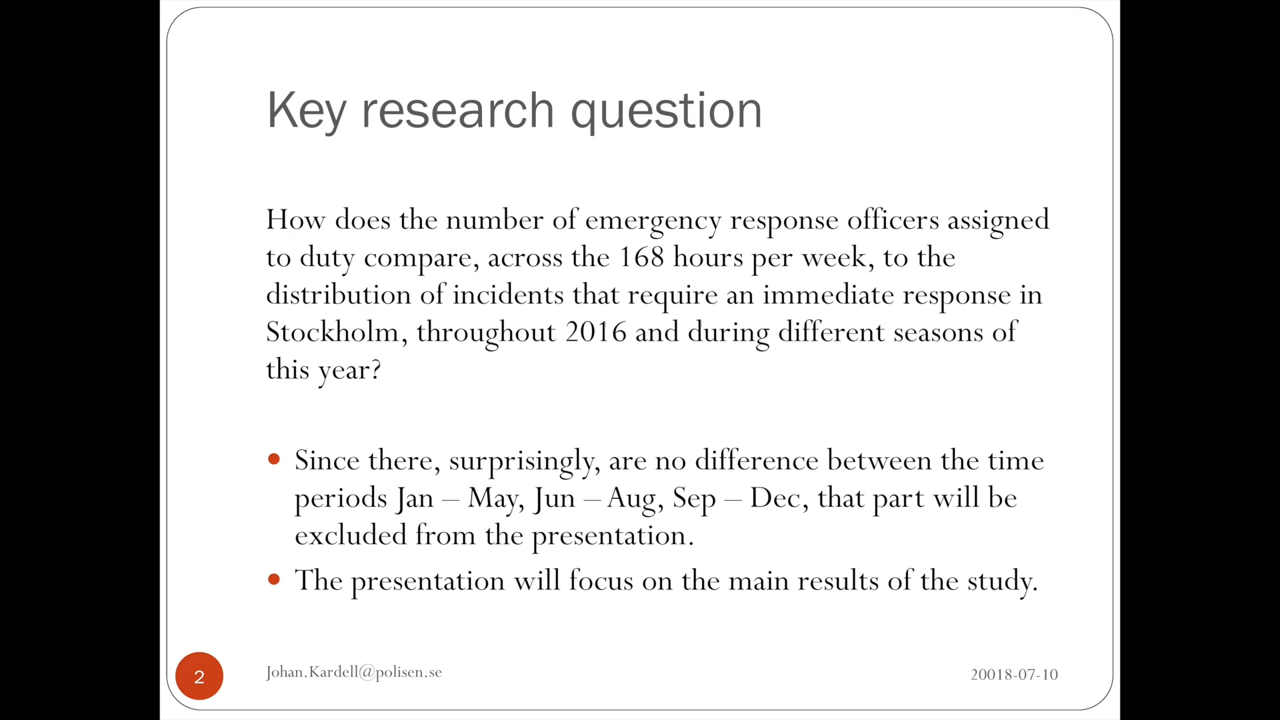 Key research question
How does the number of emergency response officers assigned
to duty compare, across the 168 hours per week, to the
distribution of incidents that require an immediate response in
Stockholm, throughout 2016 and during different seasons of
this year?
• Since there, surprisingly, are no difference between the time
periods Jan – May, Jun – Aug, Sep – Dec, that part will be
excluded from the presentation.
• The presentation will focus on the main results of the study.
2
Johan.Kardell@polisen.se
20018-07-10